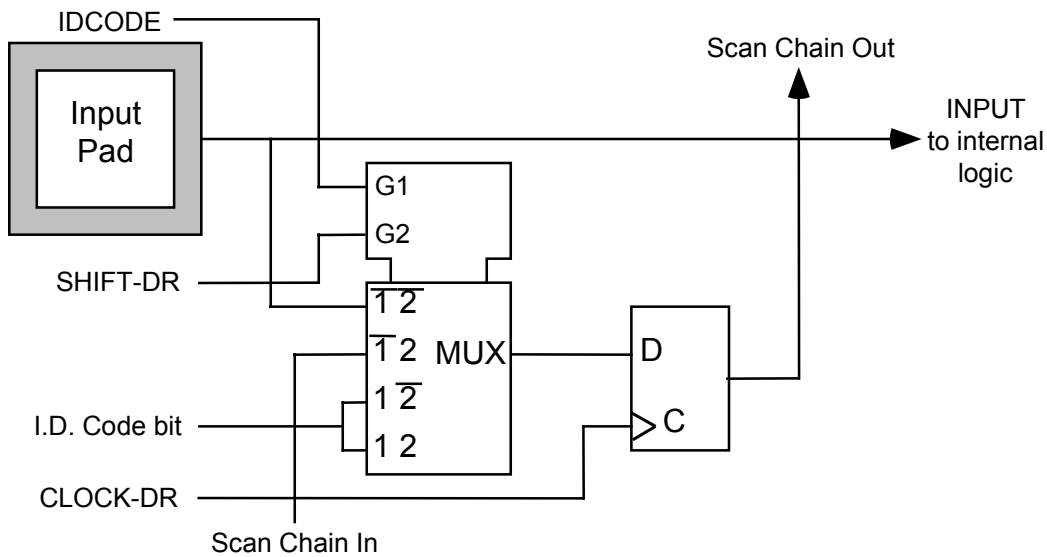 IDCODE
Input
Pad
Scan Chain Out
INPUT
to internal
logic
G1
G2
SHIFT-DR
1̅ 2̅
1̅ 2
MUX
1 2̅
1 2
D
C
I.D. Code bit
CLOCK-DR
Scan Chain In